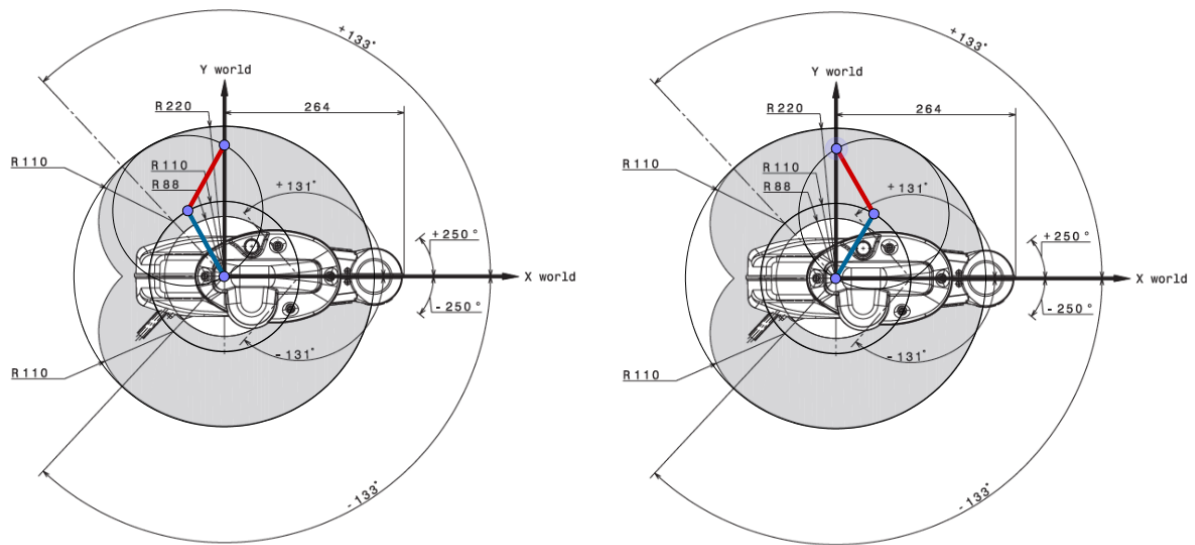 +133°
Y world
R220
264
R110
R110
R88
+131°
+250°
X world
-250°
-131°
R110
-133°
+133°
Y world
R220
264
R110
R110
R88
+131°
+250°
X world
-250°
-131°
R110
-133°